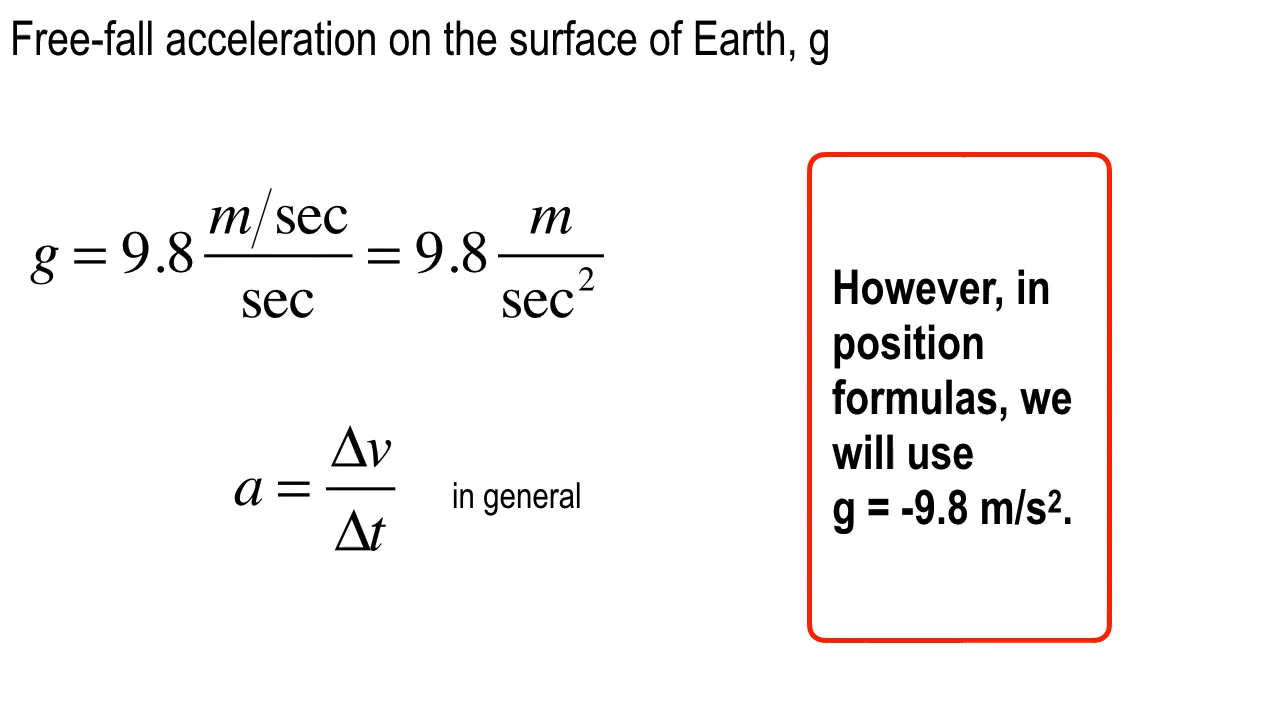 Free-fall acceleration on the surface of Earth, g
g = 9.8 m/sec / sec = 9.8 m / sec²
a = Δv / Δt in general
However, in
position
formulas, we
will use
g = -9.8 m/s².